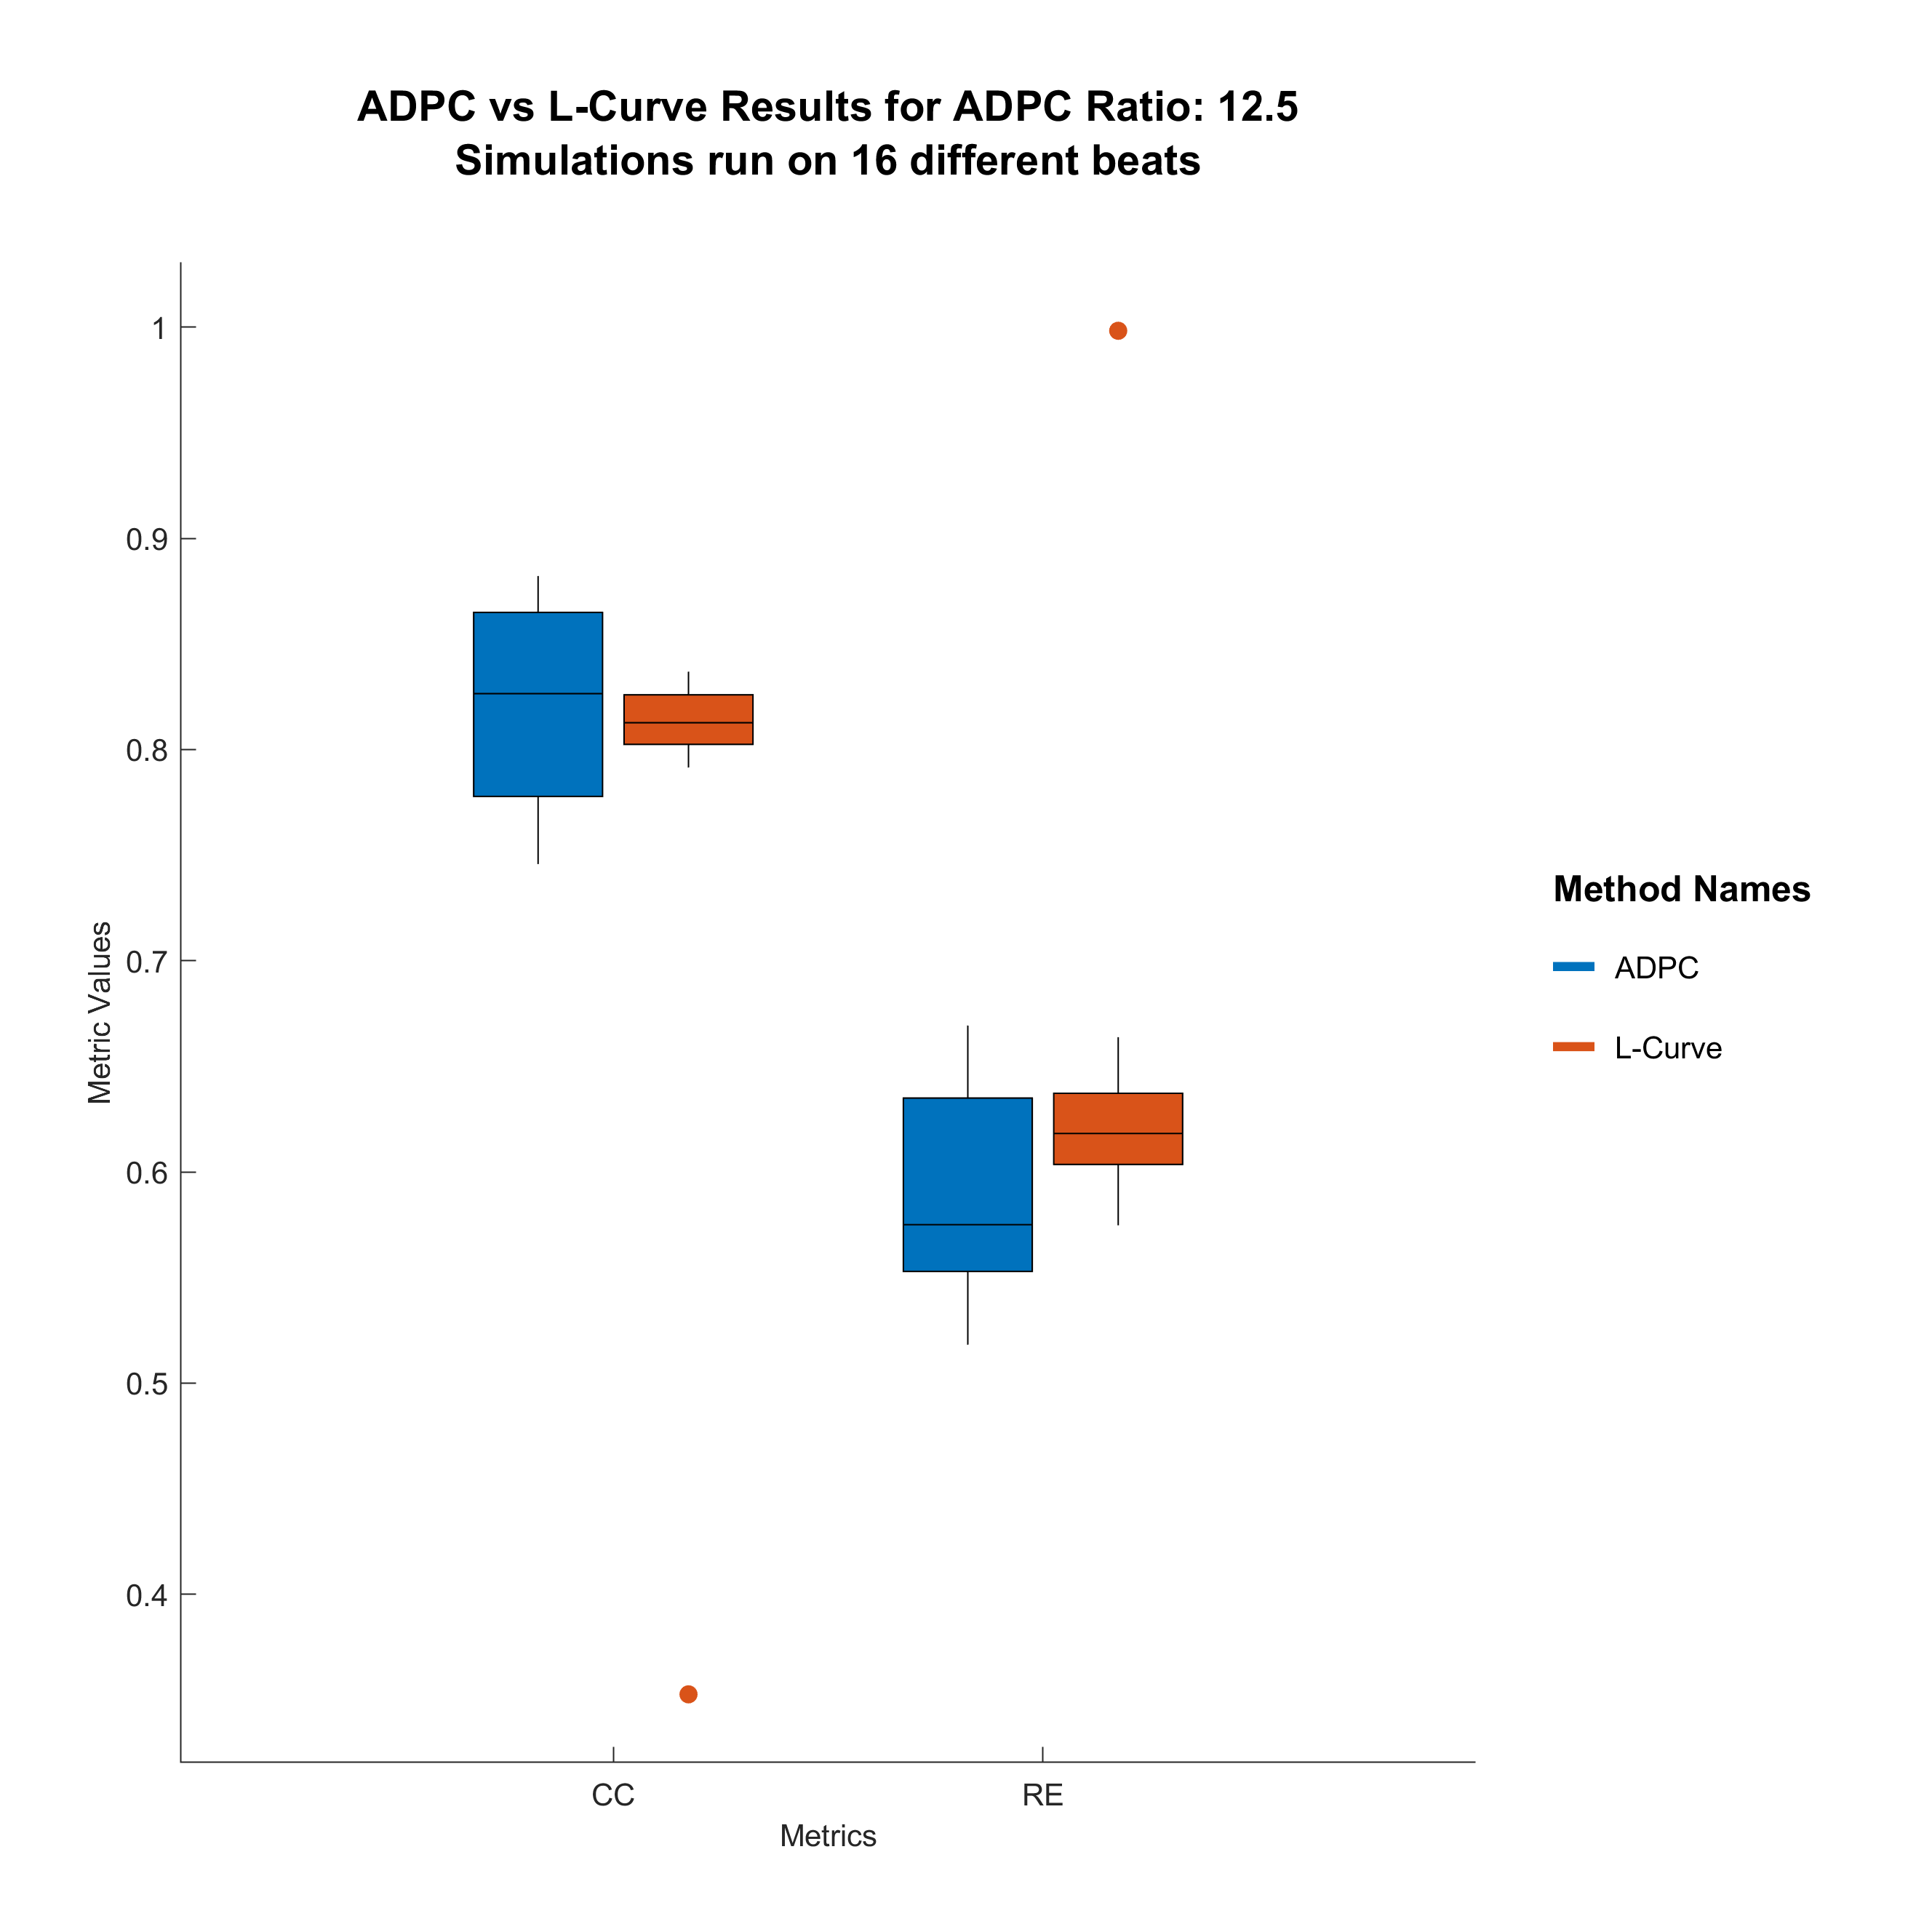 ADPC vs L-Curve Results for ADPC Ratio: 12.5
Simulations run on 16 different beats
1
0.9
0.8
0.7
0.6
0.5
0.4
Metric Values
CC
RE
Metrics
Method Names
ADPC
L-Curve